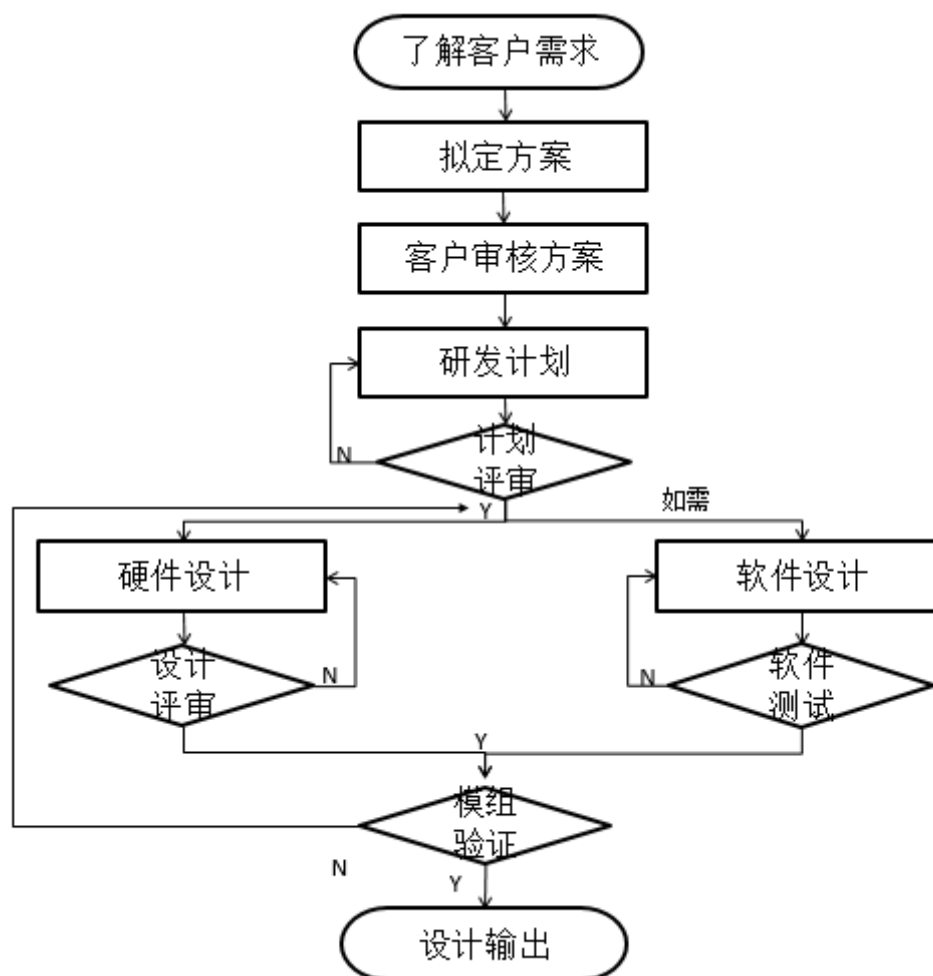 了解客户需求
拟定方案
客户审核方案
研发计划
计划
评审
N
Y
如需
硬件设计
软件设计
设计
评审
N
软件
测试
N
Y
模组
验证
N
Y
设计输出